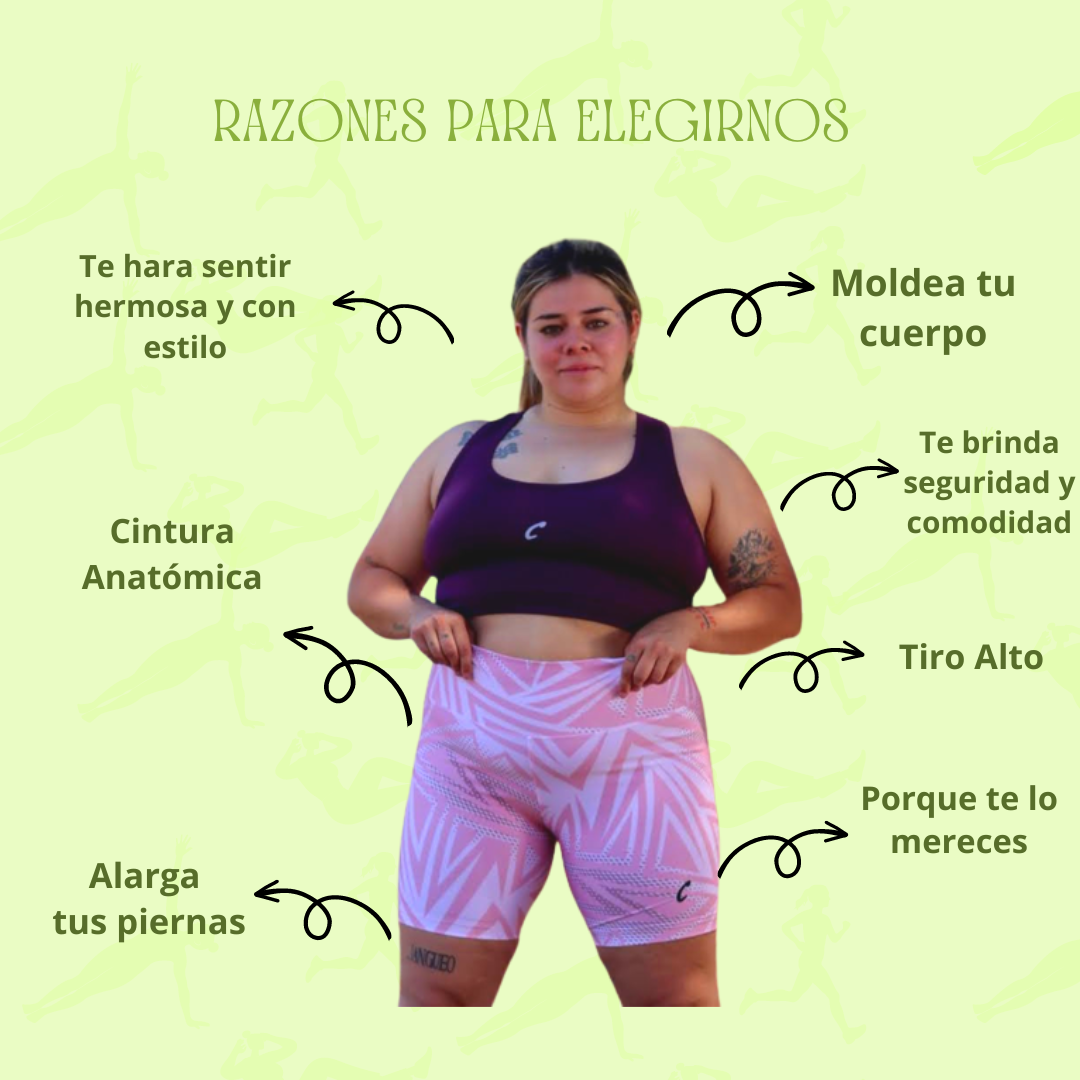 RAZONES PARA ELEGIRNOS
Te hara sentir
hermosa y con
estilo
Moldea tu
cuerpo
Te brinda
seguridad y
comodidad
Cintura
Anatómica
Tiro Alto
Porque te lo
mereces
Alarga
tus piernas
C
C